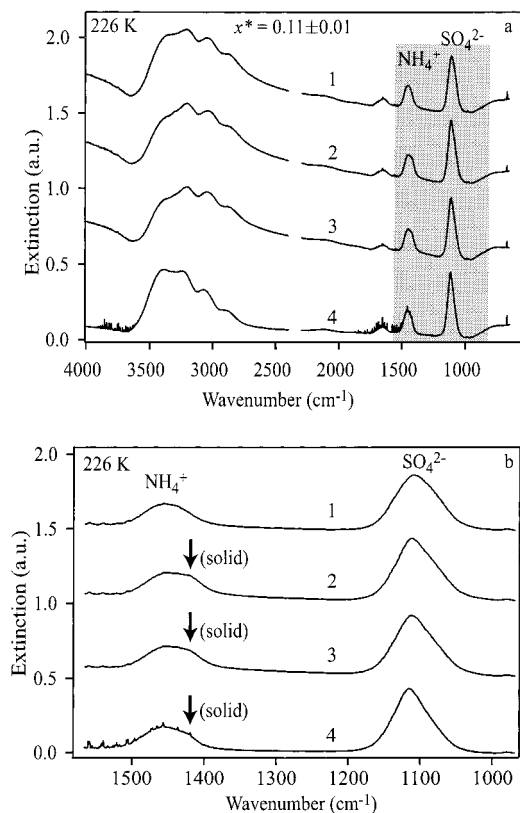 226 K
x* = 0.11±0.01
a
SO₄²⁻
NH₄⁺
2.0
1.5
1.0
0.5
0.0
1
2
3
4
Extinction (a.u.)
4000 3500 3000 2500 2000 1500 1000
Wavenumber (cm⁻¹)
226 K
SO₄²⁻
b
NH₄⁺
2.0
1.5
1.0
0.5
0.0
1
(solid)
2
(solid)
3
(solid)
4
Extinction (a.u.)
1500 1400 1300 1200 1100 1000
Wavenumber (cm⁻¹)